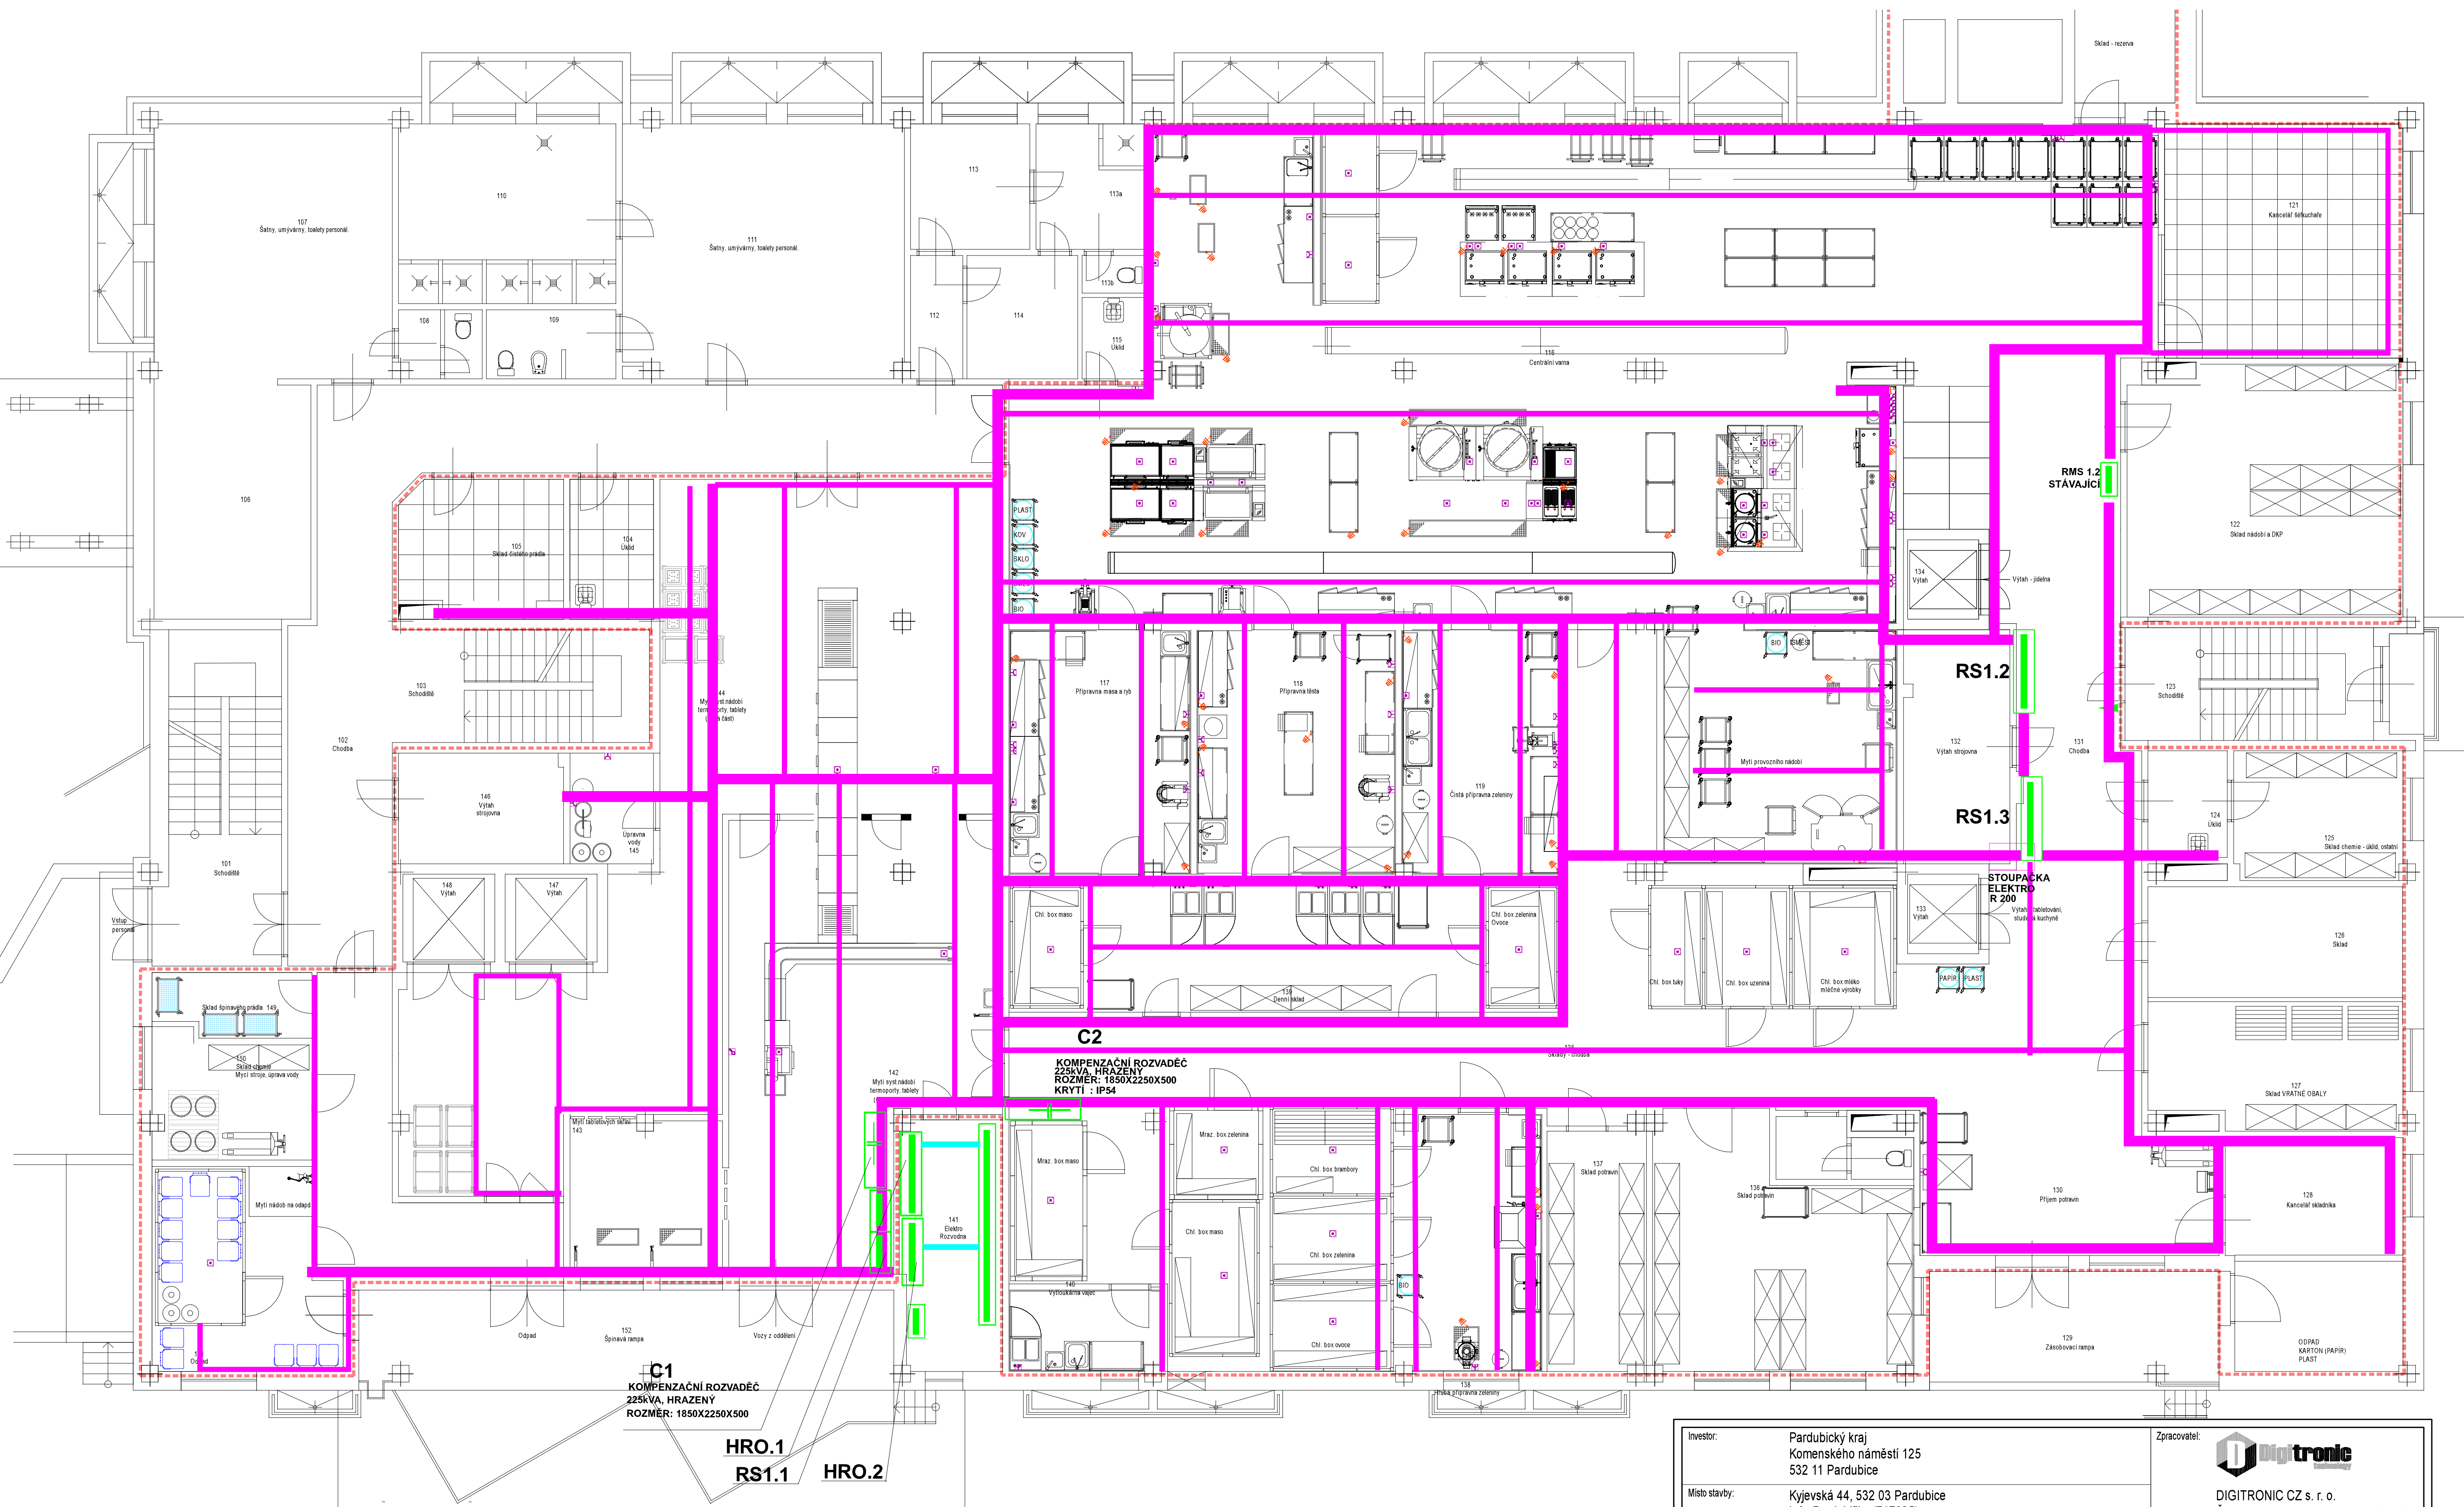 Sklad - rezerva
107
Šatny, umývárny, toalety personál.
110
111
Šatny, umývárny, toalety personál.
113
113a
113b
108
109
112
114
115
Úklid
116
Centrální varna
121
Kancelář šéfkuchaře
106
105
Sklad čistého prádla
104
Úklid
PLAST
KOV
SKLO
BIO
RMS 1.2
STÁVAJÍCÍ
122
Sklad nádobí a DKP
134
Výtah
Výtah - jídelna
103
Schodiště
102
Chodba
44
117
Přípravna masa a ryb
118
Přípravna těsta
119
Čistá přípravna zeleniny
BIO
Mytí provozního nádobí
RS1.2
132
Výtah strojovna
131
Chodba
123
Schodiště
146
Výtah
strojovna
Úpravna
vody
145
RS1.3
124
Úklid
125
Sklad chemie - úklid, ostatní
101
Schodiště
148
Výtah
147
Výtah
Vstup
personál
Chl. box maso
Chl. box zelenina
Ovoce
139
Denní sklad
Chl. box tuky
Chl. box uzenina
Chl. box mléko
mléčné výrobky
133
Výtah
STOUPAČKA
ELEKTRO
R 200
PAPÍR
PLAST
126
Sklad
Sklad špinavého prádla 149
150
Sklad chemie
Mycí stroje, úprava vody
C2
KOMPENZAČNÍ ROZVADĚČ
225kVA, HRAZENÝ
ROZMĚR: 1850X2250X500
KRYTÍ : IP54
Sklady - chodba
142
Mytí syst.nádobí
termoporty, tablety
127
Sklad VRATNÉ OBALY
Mytí tabletových skříní
143
Mytí nádob na odapd
141
Elektro
Rozvodna
Mraz. box maso
Mraz. box zelenina
Chl. box maso
Chl. box brambory
Chl. box zelenina
Chl. box ovoce
BIO
137
Sklad potravin
136
Sklad potravin
130
Příjem potravin
128
Kancelář skladníka
140
Vytloukárna vajec
Odpad
152
Špinavá rampa
Vozy z oddělení
129
Zásobovací rampa
ODPAD
KARTON (PAPÍR)
PLAST
138
Hrubá přípravna zeleniny
C1
KOMPENZAČNÍ ROZVADĚČ
225kVA, HRAZENÝ
ROZMĚR: 1850X2250X500
HRO.1
RS1.1
HRO.2
Investor:
Pardubický kraj
Komenského náměstí 125
532 11 Pardubice
Zpracovatel:
Digitronic
technology
Místo stavby:
Kyjevská 44, 532 03 Pardubice
DIGITRONIC CZ s. r. o.